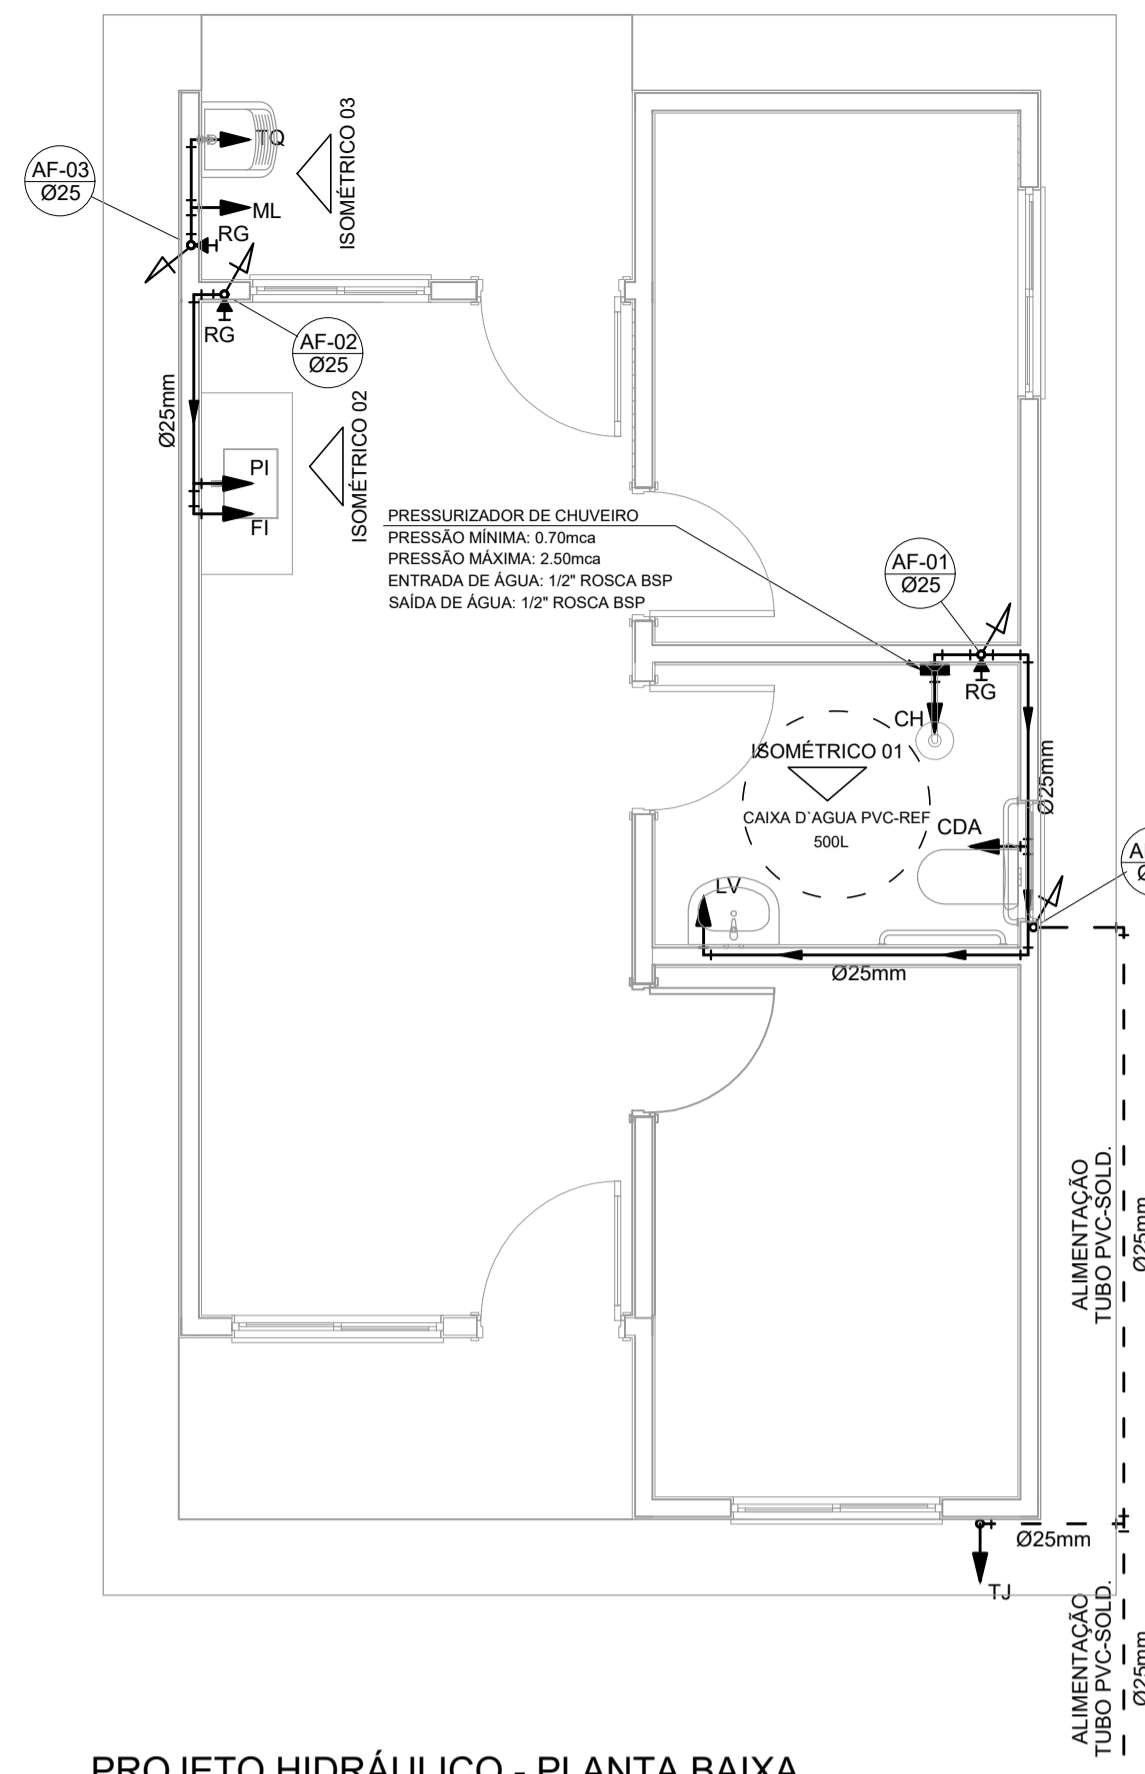 ISOMÉTRICO 03
TQ
AF-03
Ø25
ML
RG
RG
AF-02
Ø25
Ø25mm
ISOMÉTRICO 02
PI
FI
PRESSURIZADOR DE CHUVEIRO
PRESSÃO MÍNIMA: 0.70mca
PRESSÃO MÁXIMA: 2.50mca
ENTRADA DE ÁGUA: 1/2" ROSCA BSP
SAÍDA DE ÁGUA: 1/2" ROSCA BSP
AF-01
Ø25
RG
CH
ISOMÉTRICO 01
Ø25mm
CAIXA D`AGUA PVC-REF
500L
CDA
LV
Ø25mm
ALIMENTAÇÃO
TUBO PVC-SOLD.
Ø25mm
Ø25mm
TJ
ALIMENTAÇÃO
TUBO PVC-SOLD.
Ø25mm
PROJETO HIDRÁULICO - PLANTA BAIXA